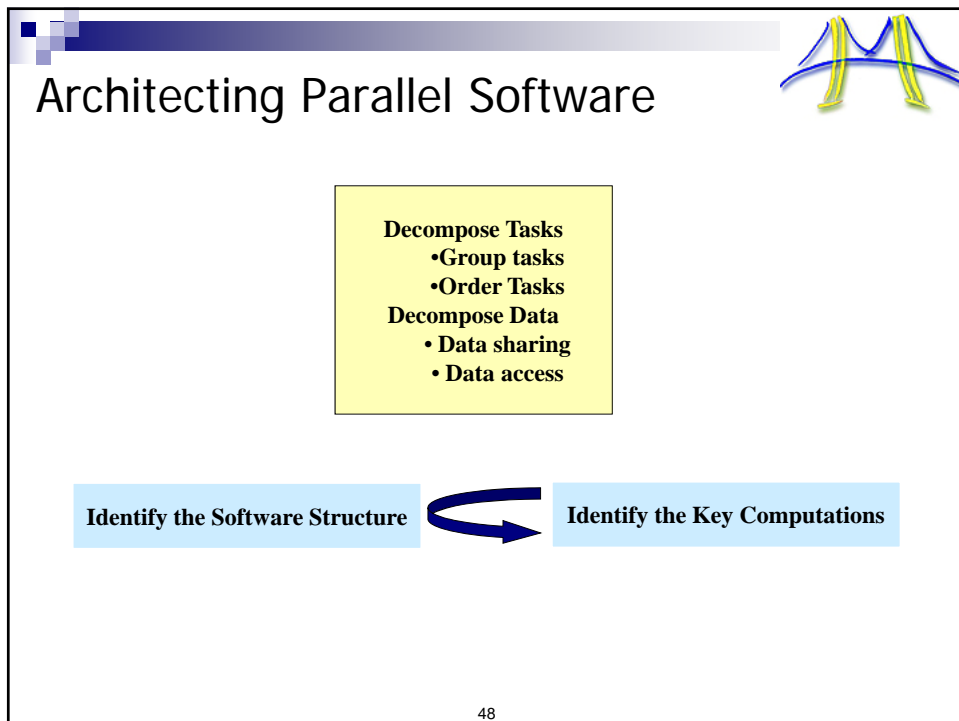 Architecting Parallel Software
Decompose Tasks
•Group tasks
•Order Tasks
Decompose Data
• Data sharing
• Data access
Identify the Software Structure
Identify the Key Computations
48